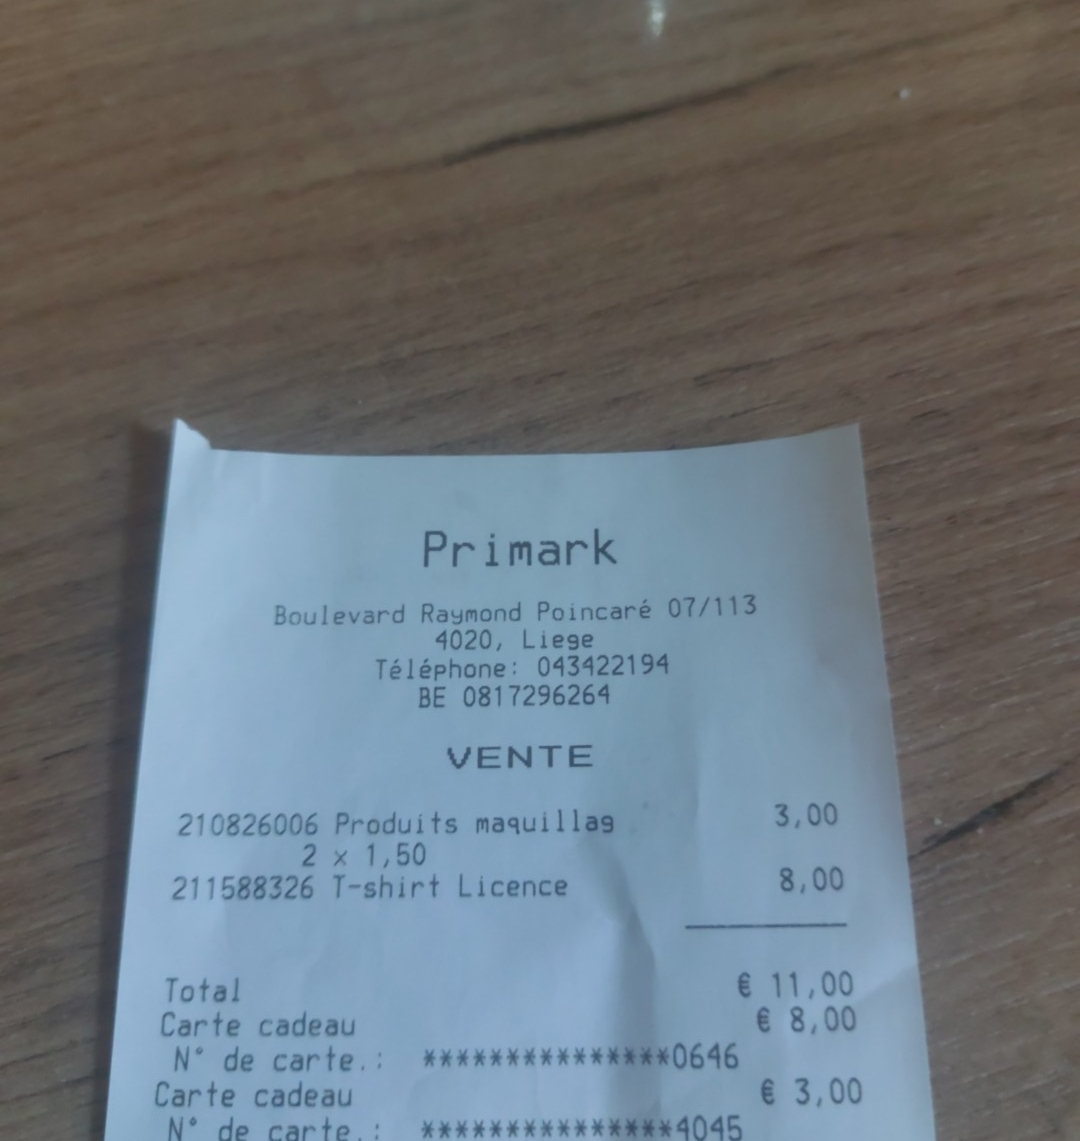 Primark
Boulevard Raymond Poincaré 07/113
4020, Liege
Téléphone: 043422194
BE 0817296264
VENTE
210826006 Produits maquillag 3,00
2 x 1,50
211588326 T-shirt Licence 8,00
Total € 11,00
Carte cadeau € 8,00
N° de carte.: ***************0646
Carte cadeau € 3,00
N° de carte.: ***************4045